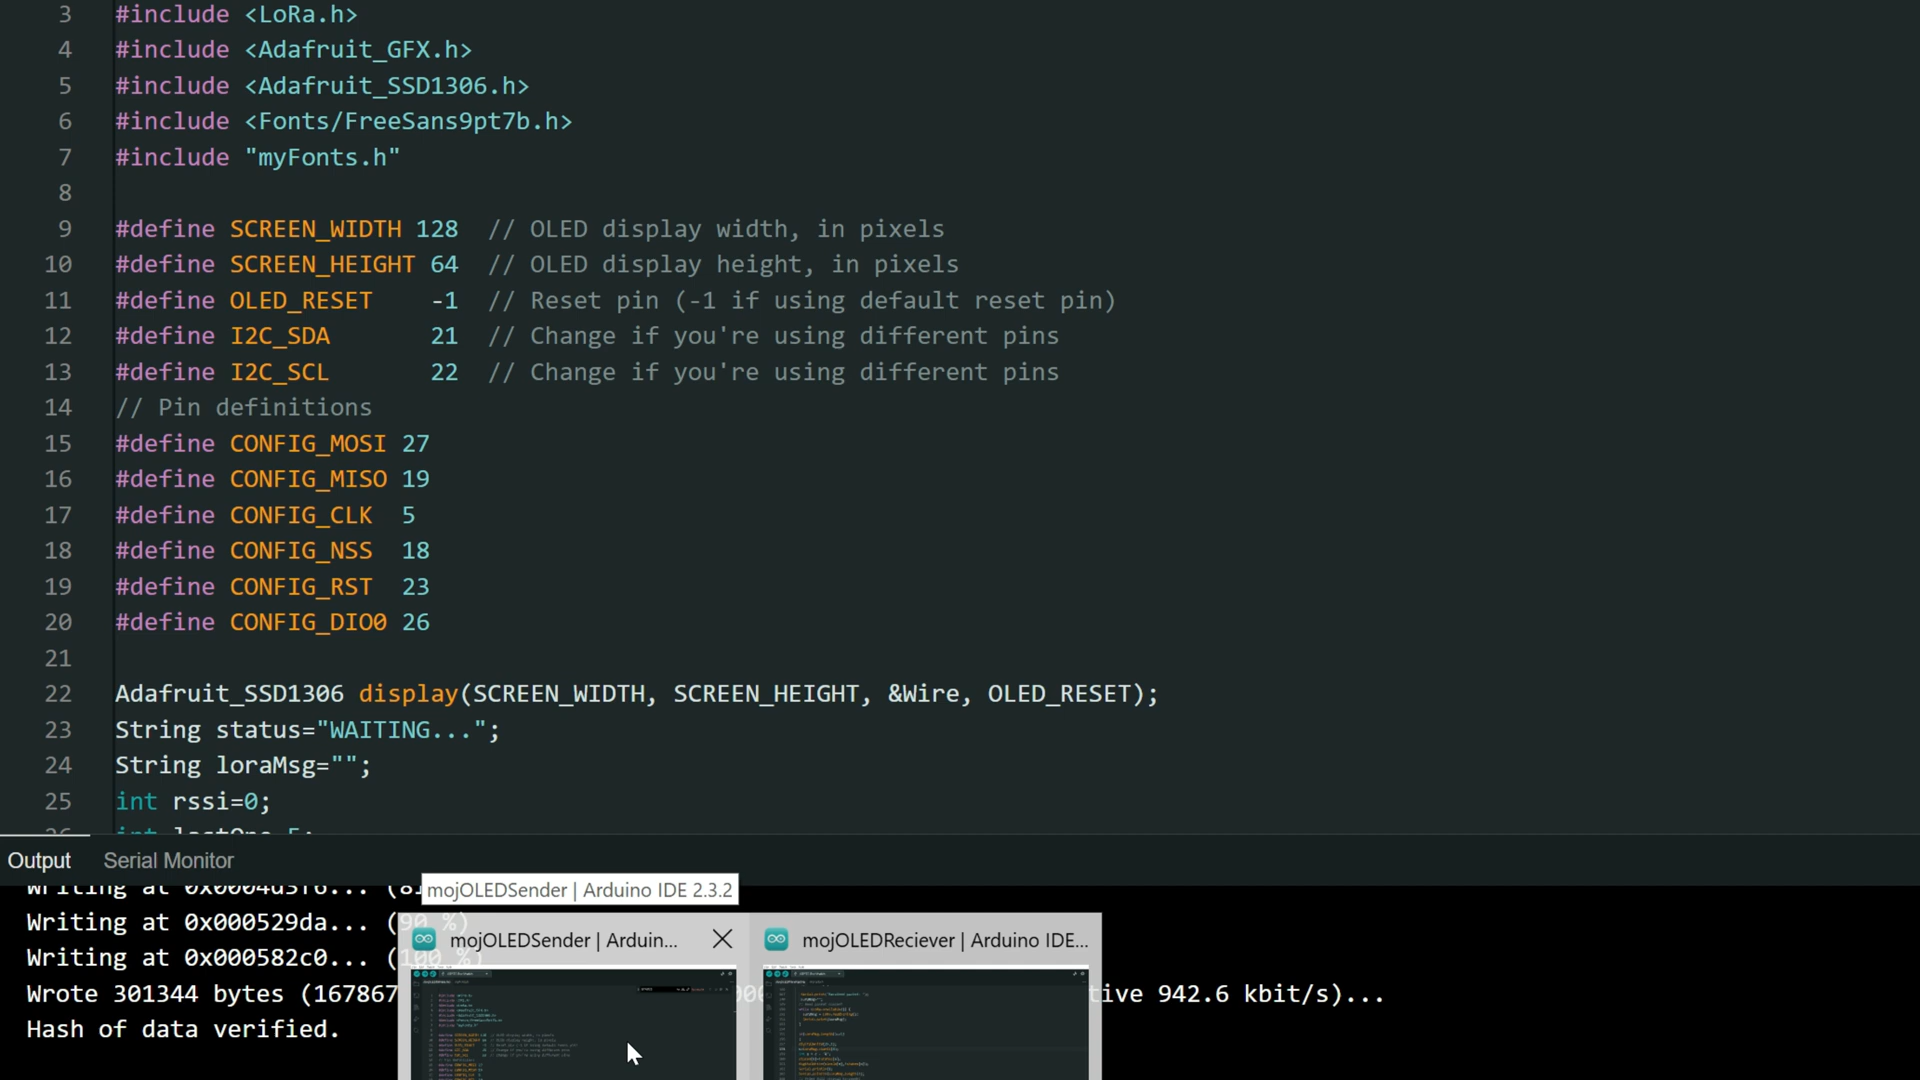 3 #include <LoRa.h>
4 #include <Adafruit_GFX.h>
5 #include <Adafruit_SSD1306.h>
6 #include <Fonts/FreeSans9pt7b.h>
7 #include "myFonts.h"
8
9 #define SCREEN_WIDTH 128 // OLED display width, in pixels
10 #define SCREEN_HEIGHT 64 // OLED display height, in pixels
11 #define OLED_RESET -1 // Reset pin (-1 if using default reset pin)
12 #define I2C_SDA 21 // Change if you're using different pins
13 #define I2C_SCL 22 // Change if you're using different pins
14 // Pin definitions
15 #define CONFIG_MOSI 27
16 #define CONFIG_MISO 19
17 #define CONFIG_CLK 5
18 #define CONFIG_NSS 18
19 #define CONFIG_RST 23
20 #define CONFIG_DIO0 26
21
22 Adafruit_SSD1306 display(SCREEN_WIDTH, SCREEN_HEIGHT, &Wire, OLED_RESET);
23 String status="WAITING...";
24 String loraMsg="";
25 int rssi=0;
Output Serial Monitor
Writing at
mojOLEDSender | Arduino IDE 2.3.2
Writing at 0x000529da... (90 %)
mojOLEDSender | Arduin... mojOLEDReciever | Arduino IDE...
Writing at 0x000582c0... (100 %)
Wrote 301344 bytes (167867 tive 942.6 kbit/s)...
Hash of data verified.